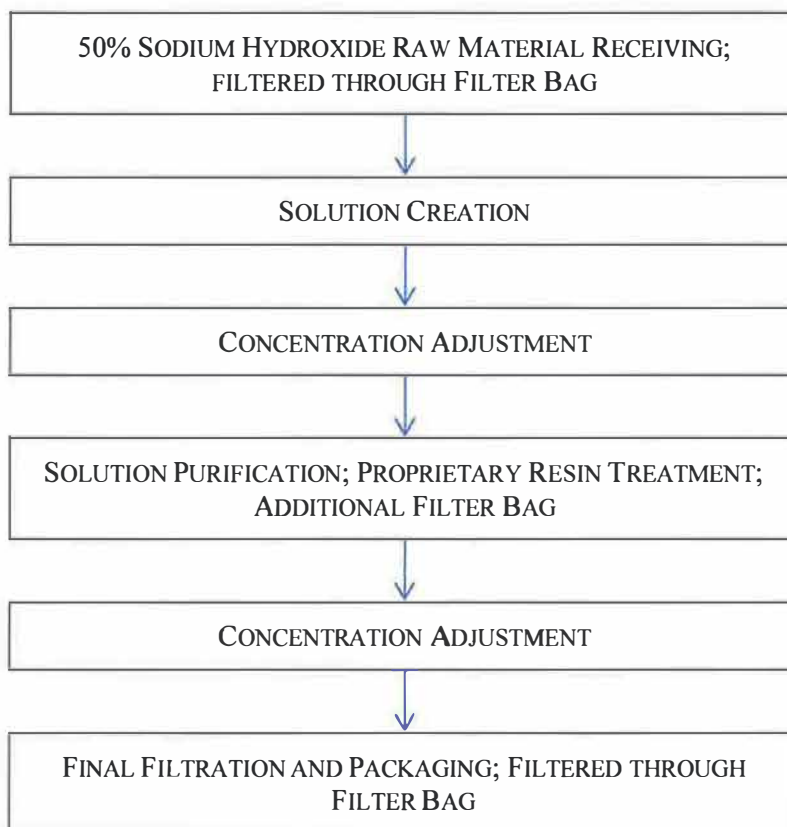 50% SODIUM HYDROXIDE RAW MATERIAL RECEIVING;
FILTERED THROUGH FILTER BAG
SOLUTION CREATION
CONCENTRATION ADJUSTMENT
SOLUTION PURIFICATION; PROPRIETARY RESIN TREATMENT;
ADDITIONAL FILTER BAG
CONCENTRATION ADJUSTMENT
FINAL FILTRATION AND PACKAGING; FILTERED THROUGH
FILTER BAG